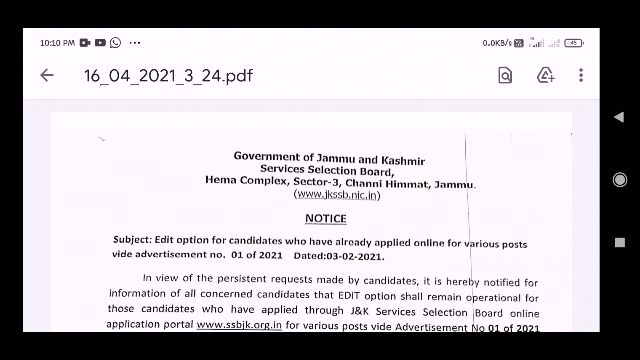 10:10 PM ... 0.0KB/s 45
16_04_2021_3_24.pdf
Government of Jammu and Kashmir
Services Selection Board,
Hema Complex, Sector-3, Channi Himmat, Jammu.
(www.jkssb.nic.in)
NOTICE
Subject: Edit option for candidates who have already applied online for various posts
vide advertisement no. 01 of 2021 Dated:03-02-2021.
In view of the persistent requests made by candidates, it is hereby notified for
information of all concerned candidates that EDIT option shall remain operational for
those candidates who have applied through J&K Services Selection Board online
application portal www.ssbjk.org.in for various posts vide Advertisement No 01 of 2021